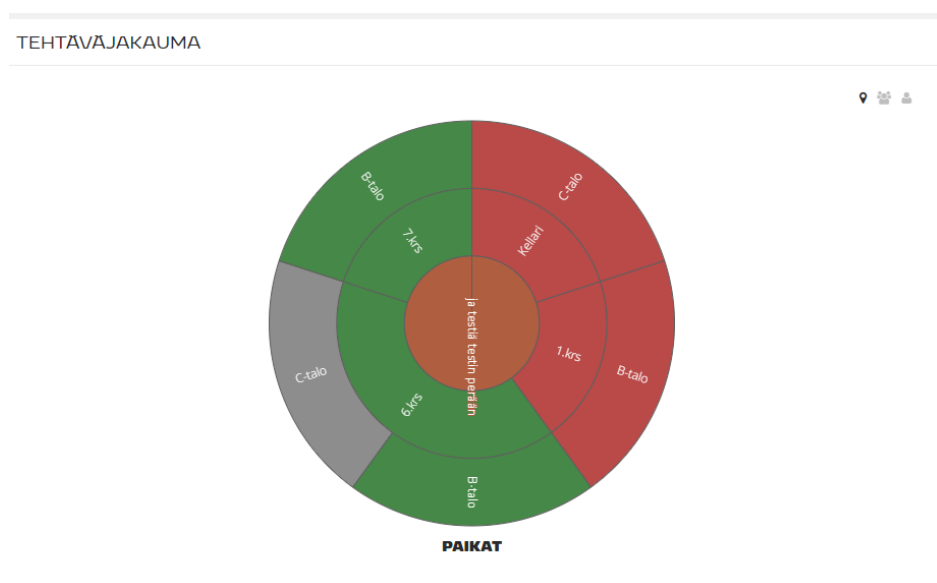 TEHTÄVÄJAKAUMA
B-talo
C-talo
7.krs
Kellari
ja testiä testin perään
1.krs
B-talo
C-talo
6.krs
B-talo
PAIKAT